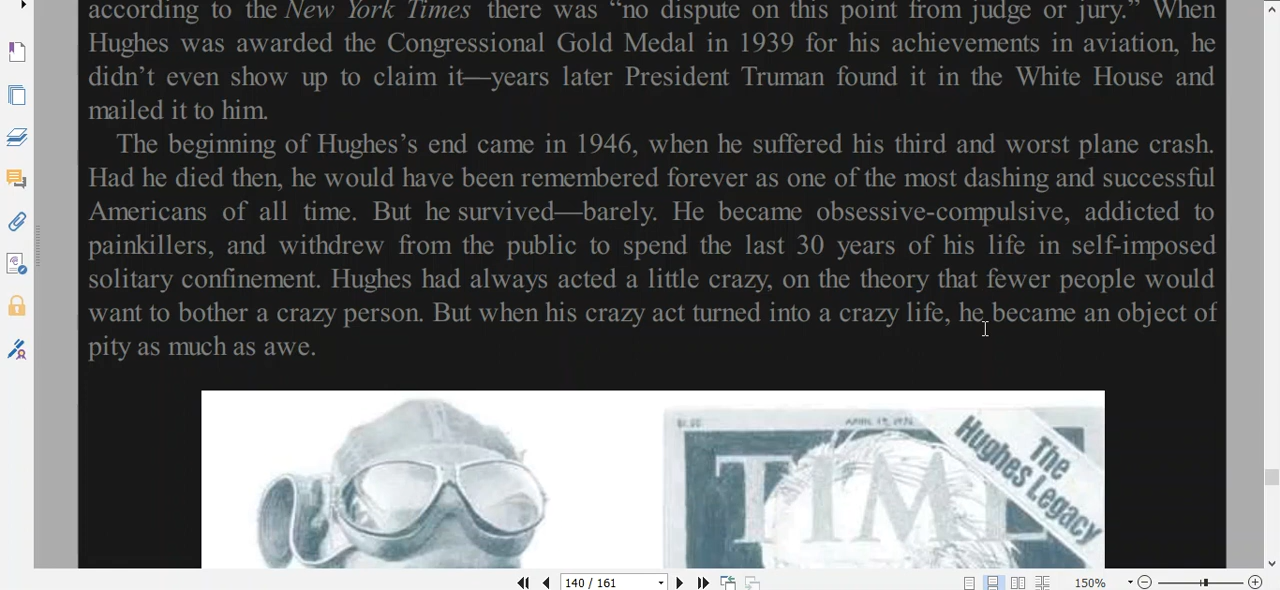 according to the New York Times there was “no dispute on this point from judge or jury.” When
Hughes was awarded the Congressional Gold Medal in 1939 for his achievements in aviation, he
didn’t even show up to claim it—years later President Truman found it in the White House and
mailed it to him.
The beginning of Hughes’s end came in 1946, when he suffered his third and worst plane crash.
Had he died then, he would have been remembered forever as one of the most dashing and successful
Americans of all time. But he survived—barely. He became obsessive-compulsive, addicted to
painkillers, and withdrew from the public to spend the last 30 years of his life in self-imposed
solitary confinement. Hughes had always acted a little crazy, on the theory that fewer people would
want to bother a crazy person. But when his crazy act turned into a crazy life, he became an object of
pity as much as awe.
The
Hughes Legacy
TIME
140 / 161
150%